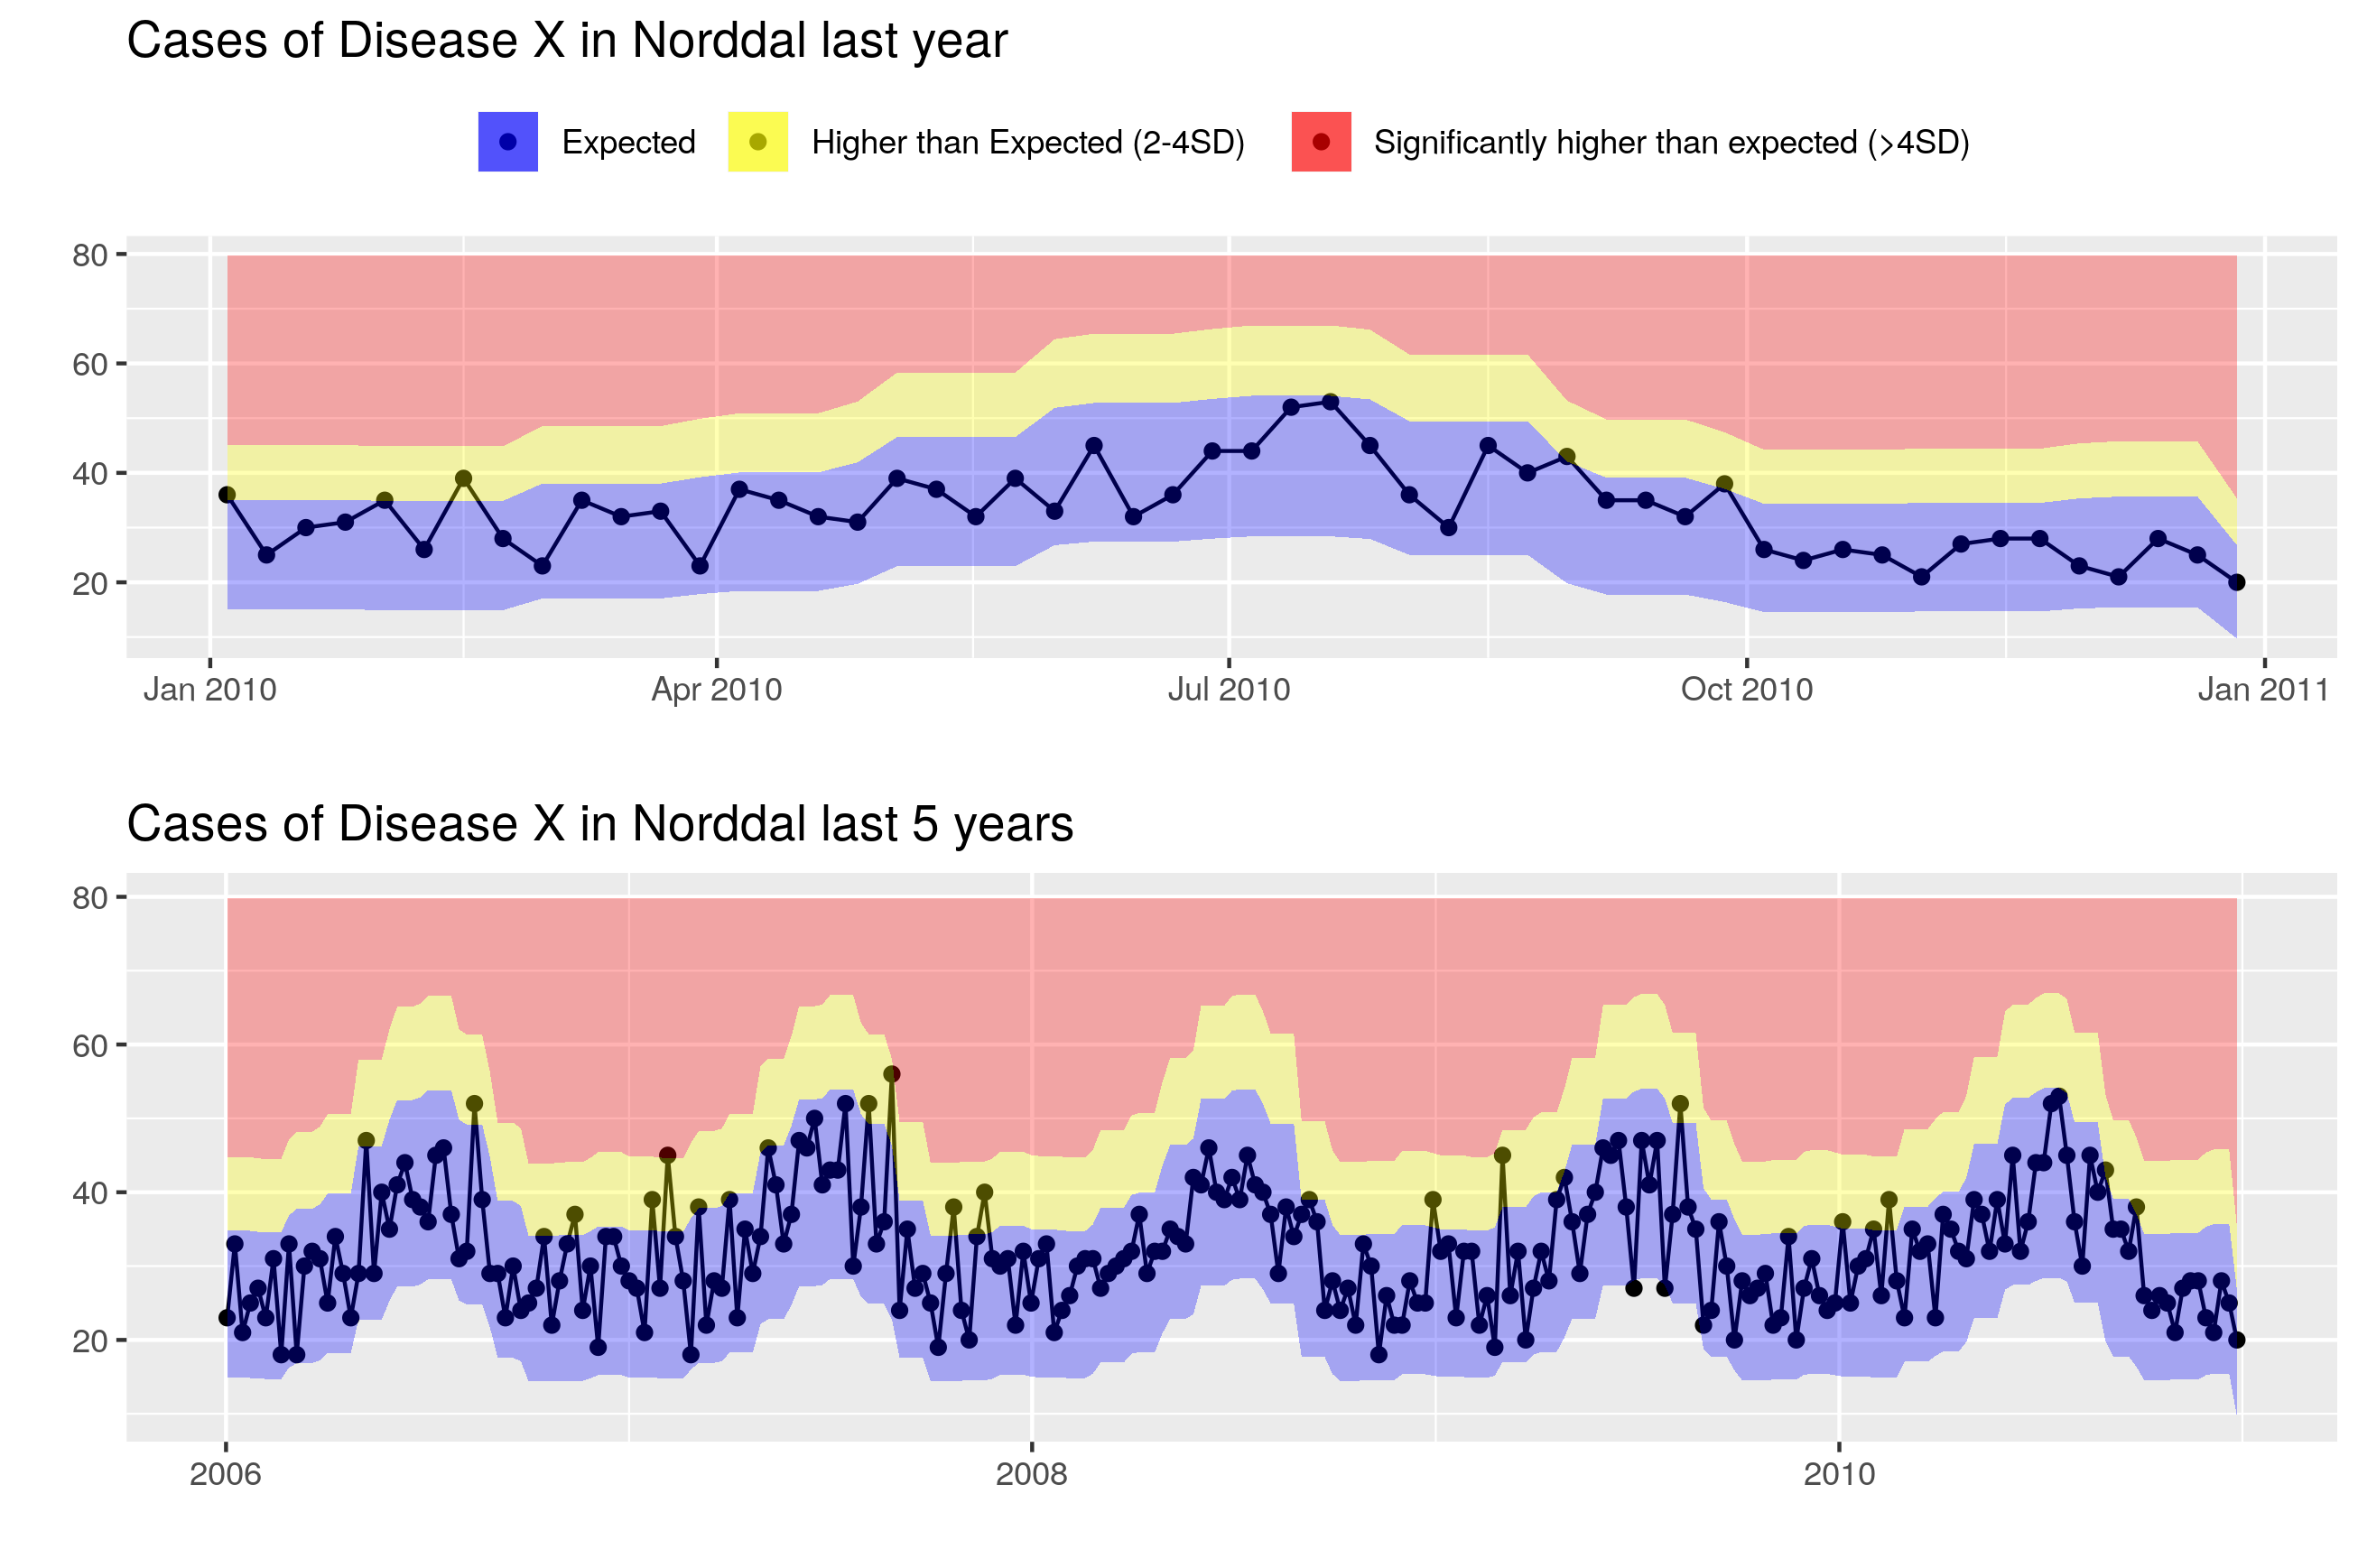 Cases of Disease X in Norddal last year
Expected Higher than Expected (2-4SD) Significantly higher than expected (>4SD)
80
60
40
20
Jan 2010 Apr 2010 Jul 2010 Oct 2010 Jan 2011
Cases of Disease X in Norddal last 5 years
80
60
40
20
2006 2008 2010